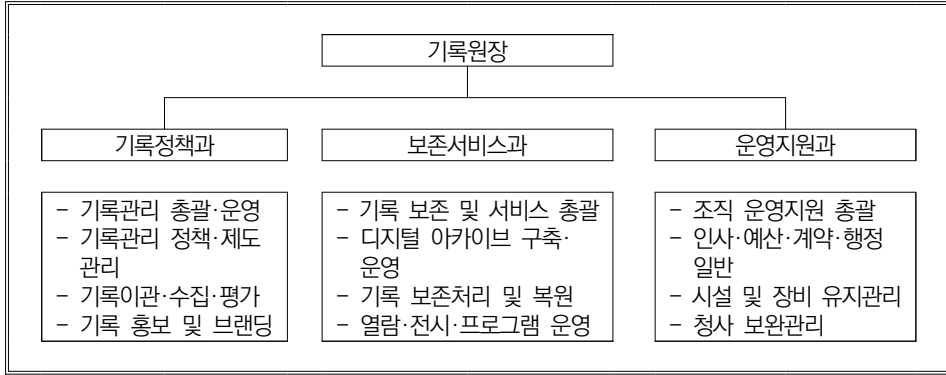 기록원장
기록정책과
보존서비스과
운영지원과
- 기록관리 총괄·운영
- 기록관리 정책·제도
관리
- 기록이관·수집·평가
- 기록 홍보 및 브랜딩
- 기록 보존 및 서비스 총괄
- 디지털 아카이브 구축·
운영
- 기록 보존처리 및 복원
- 열람·전시·프로그램 운영
- 조직 운영지원 총괄
- 인사·예산·계약·행정
일반
- 시설 및 장비 유지관리
- 청사 보완관리